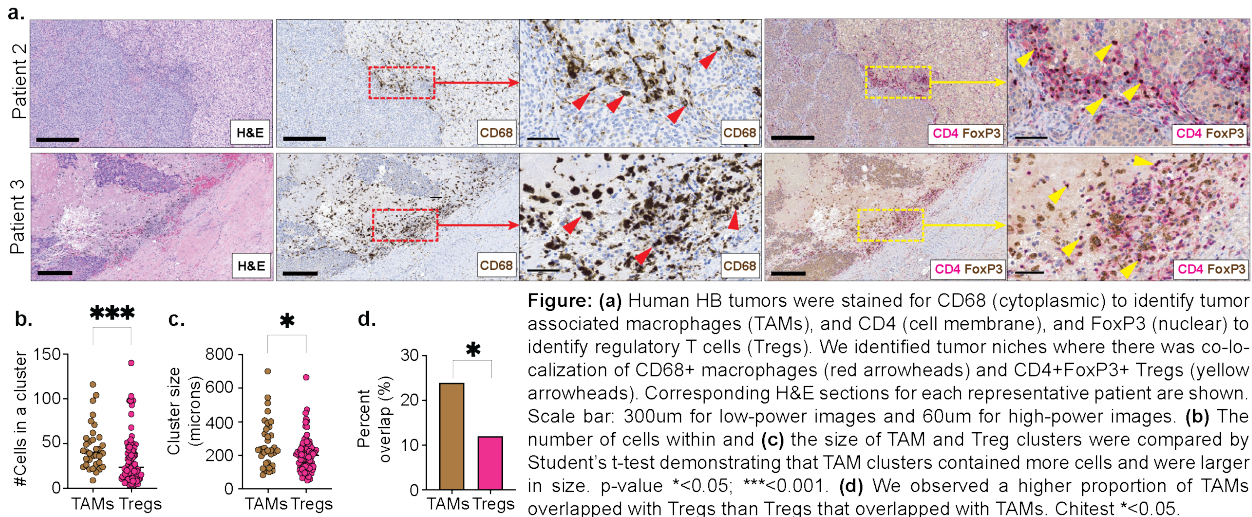 a.
Patient 2
H&E
CD68
CD68
CD4 FoxP3
CD4 FoxP3
Patient 3
H&E
CD68
CD68
CD4 FoxP3
CD4 FoxP3
b.
***
#Cells in a cluster
150
100
50
0
TAMs Tregs
c.
*
Cluster size
(microns)
800
600
400
200
0
TAMs Tregs
d.
*
Percent
overlap (%)
30
20
10
0
TAMs Tregs
Figure: (a) Human HB tumors were stained for CD68 (cytoplasmic) to identify tumor
associated macrophages (TAMs), and CD4 (cell membrane), and FoxP3 (nuclear) to
identify regulatory T cells (Tregs). We identified tumor niches where there was co-lo-
calization of CD68+ macrophages (red arrowheads) and CD4+FoxP3+ Tregs (yellow
arrowheads). Corresponding H&E sections for each representative patient are shown.
Scale bar: 300um for low-power images and 60um for high-power images. (b) The
number of cells within and (c) the size of TAM and Treg clusters were compared by
Student's t-test demonstrating that TAM clusters contained more cells and were larger
in size. p-value *<0.05; ***<0.001. (d) We observed a higher proportion of TAMs
overlapped with Tregs than Tregs that overlapped with TAMs. Chitest *<0.05.